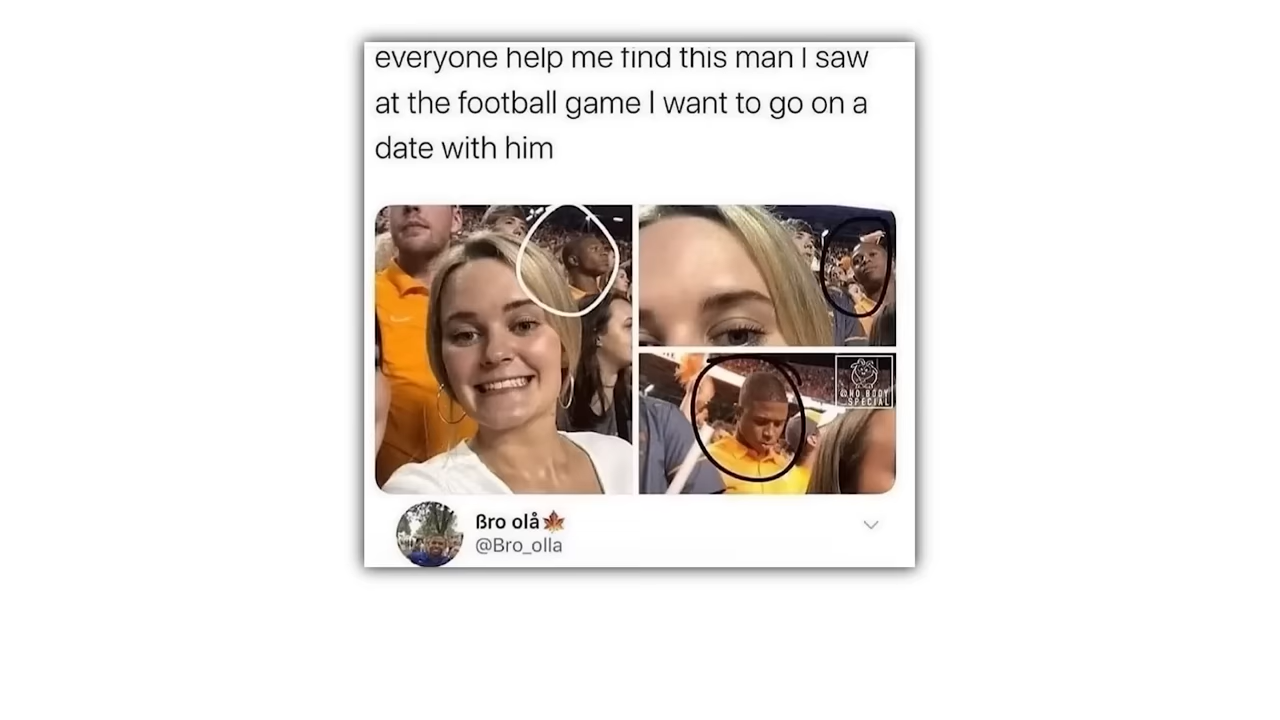 everyone help me find this man I saw
at the football game I want to go on a
date with him
@NO BODY
SPECIAL
ßro olå🍁
@Bro_olla